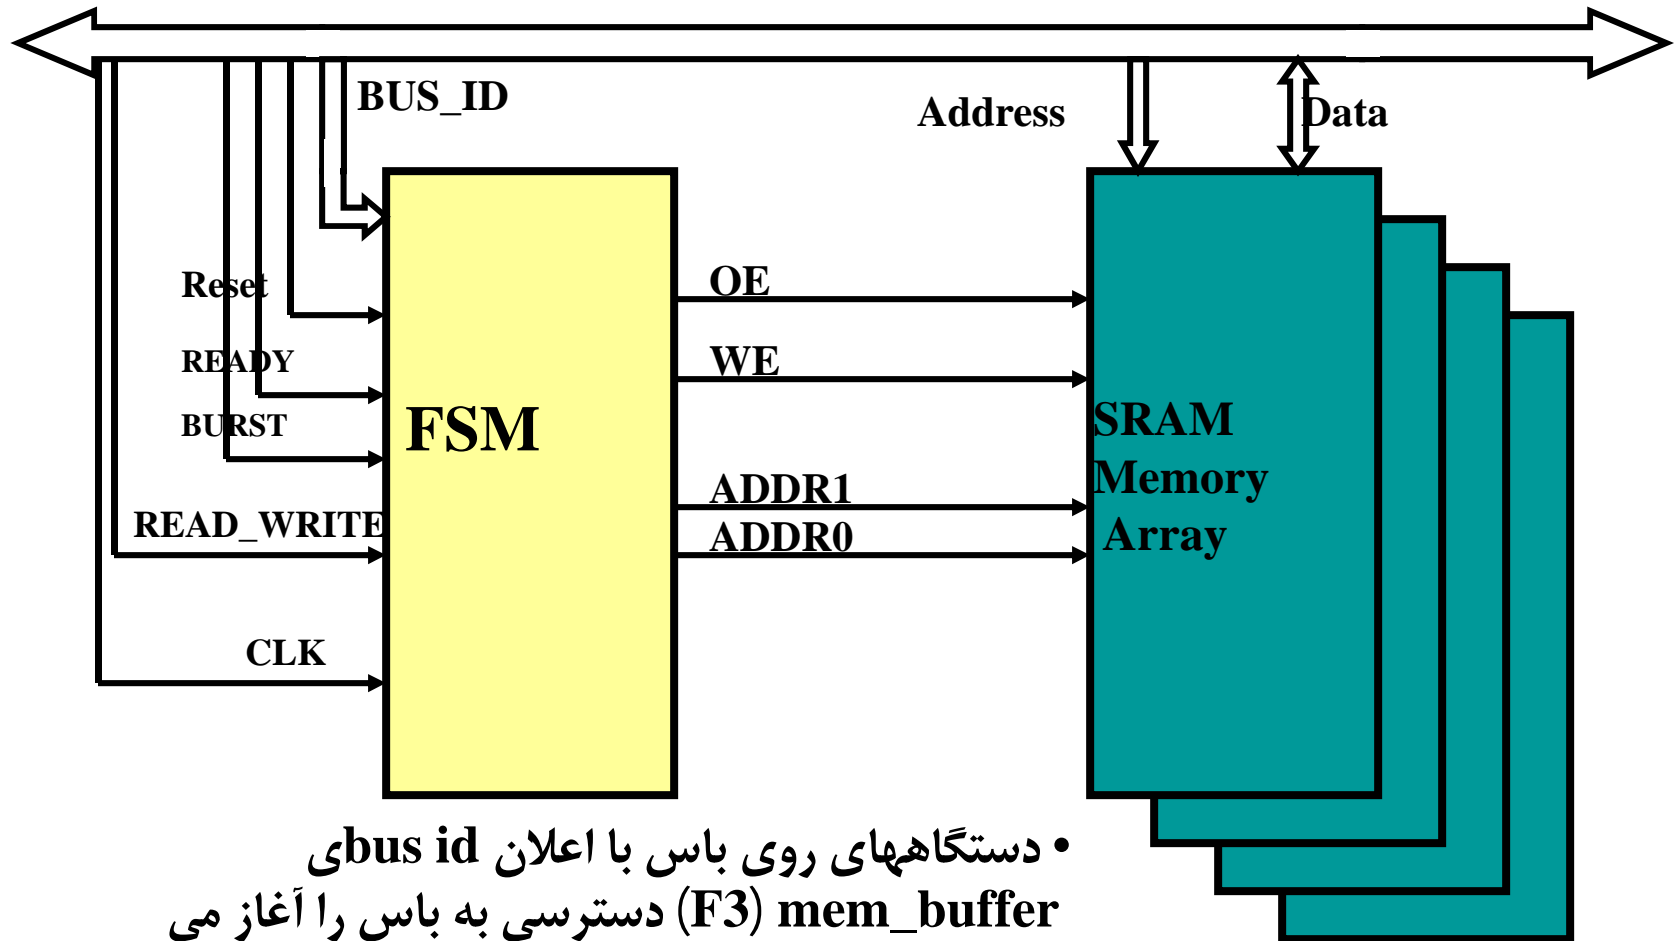 BUS_ID
Address
Data
Reset
OE
READY
WE
BURST
FSM
SRAM
Memory
Array
READ_WRITE
ADDR1
ADDR0
CLK
• دستگاههای روی باس با اعلان bus idی
mem_buffer (F3) دسترسی به باس را آغاز می